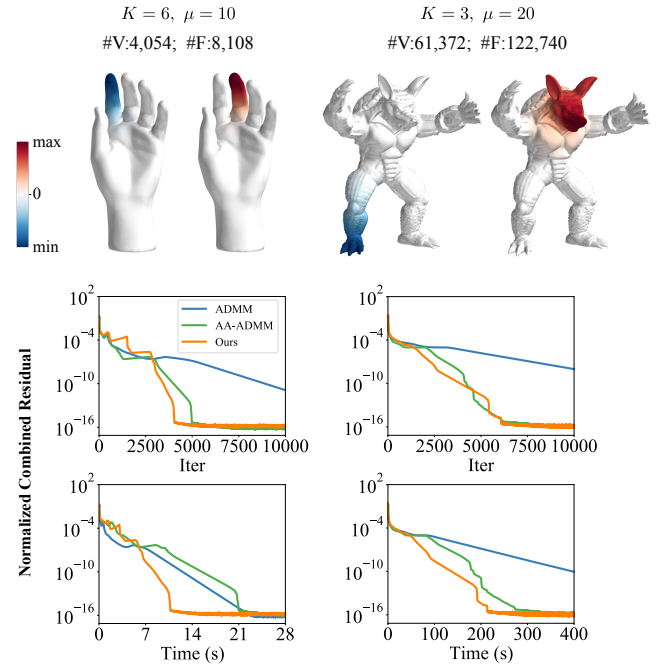 K = 6, μ = 10
#V:4,054; #F:8,108
K = 3, μ = 20
#V:61,372; #F:122,740
max
0
min
Normalized Combined Residual
10^2
10^-4
10^-10
10^-16
ADMM
AA-ADMM
Ours
0 2500 5000 7500 10000
Iter
10^2
10^-4
10^-10
10^-16
0 2500 5000 7500 10000
Iter
10^2
10^-4
10^-10
10^-16
0 7 14 21 28
Time (s)
10^2
10^-4
10^-10
10^-16
0 100 200 300 400
Time (s)